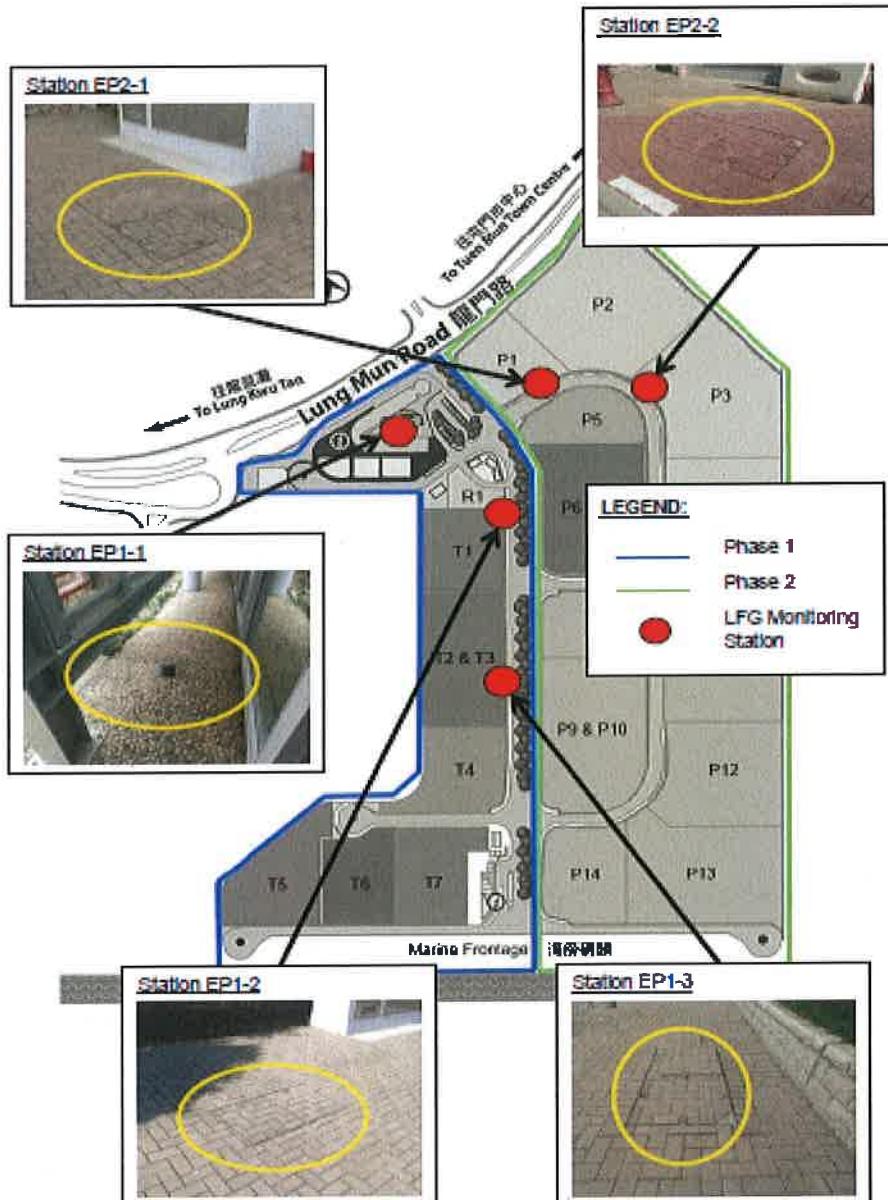 Station EP2-2
Station EP2-1
往屯門市中心
To Tuen Mun Town Centre
Lung Mun Road 龍門路
往龍鼓灘
To Lung Kwu Tan
P2
P1
P3
P5
P6
R1
T1
T2 & T3
T4
T5
T6
T7
P9 & P10
P12
P13
P14
LEGEND:
Phase 1
Phase 2
LFG Monitoring
Station
Station EP1-1
Marine Frontage
Station EP1-2
Station EP1-3